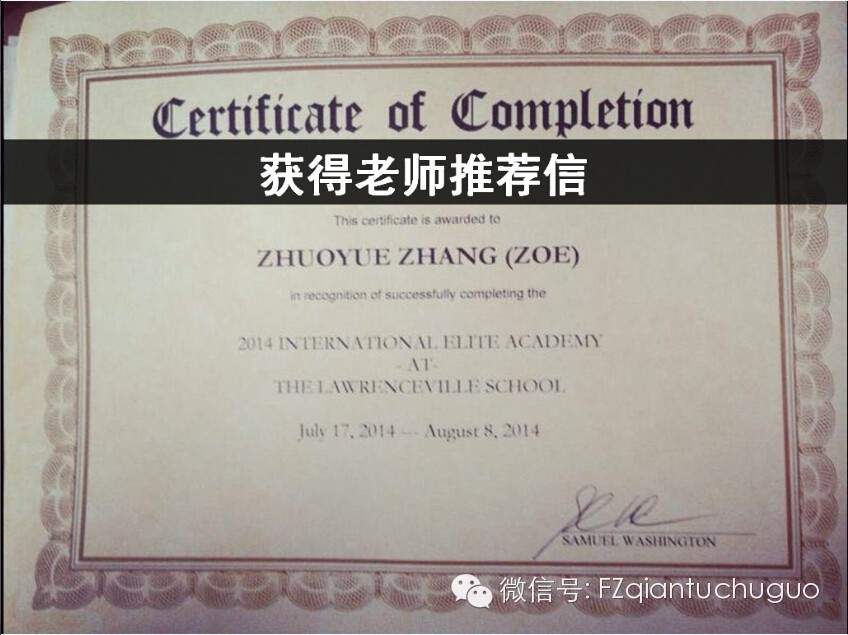 Certificate of Completion
获得老师推荐信
This certificate is awarded to
ZHUOYUE ZHANG (ZOE)
in recognition of successfully completing the
2014 INTERNATIONAL ELITE ACADEMY
- AT-
THE LAWRENCEVILLE SCHOOL
July 17, 2014 — August 8, 2014
SAMUEL WASHINGTON
微信号: FZqiantuchuguo